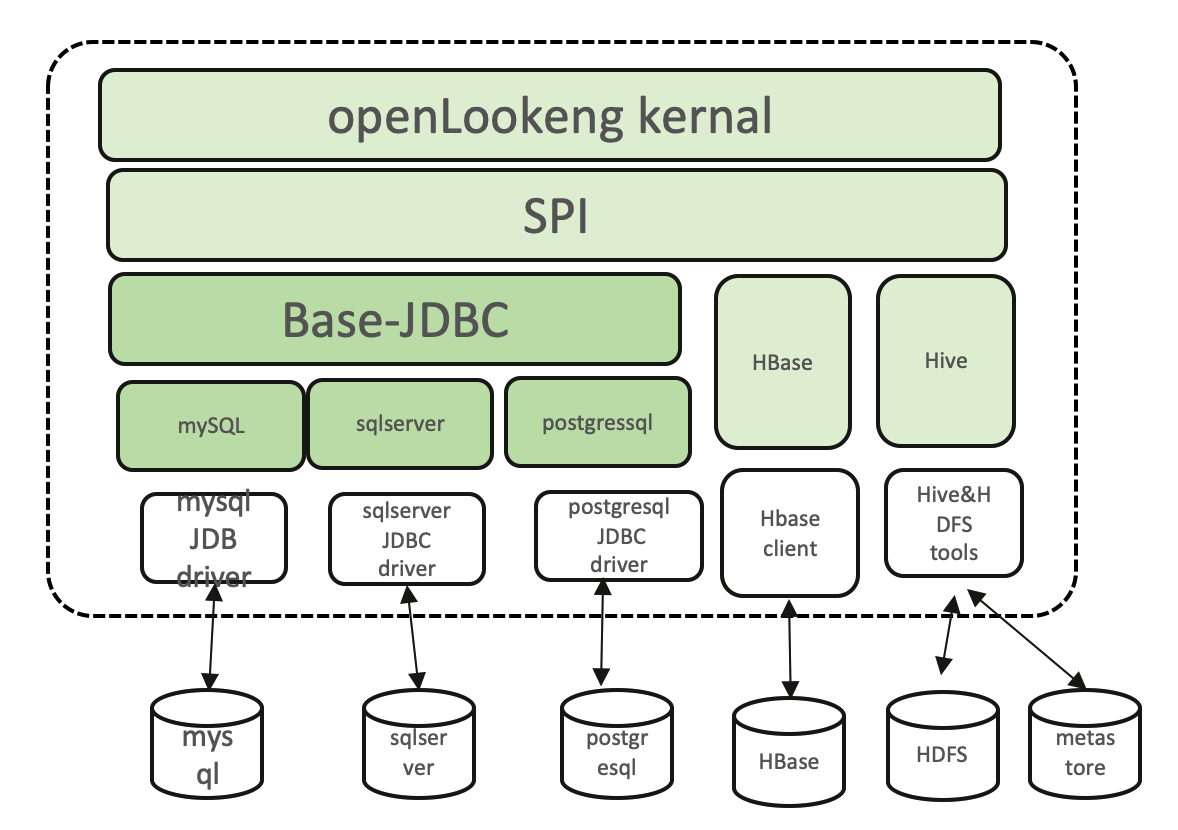 openLookeng kernal
SPI
Base-JDBC
HBase
Hive
mySQL
sqlserver
postgressql
mysql
JDB
driver
sqlserver
JDBC
driver
postgresql
JDBC
driver
Hbase
client
Hive&H
DFS
tools
mys
ql
sqlser
ver
postgr
esql
HBase
HDFS
metas
tore